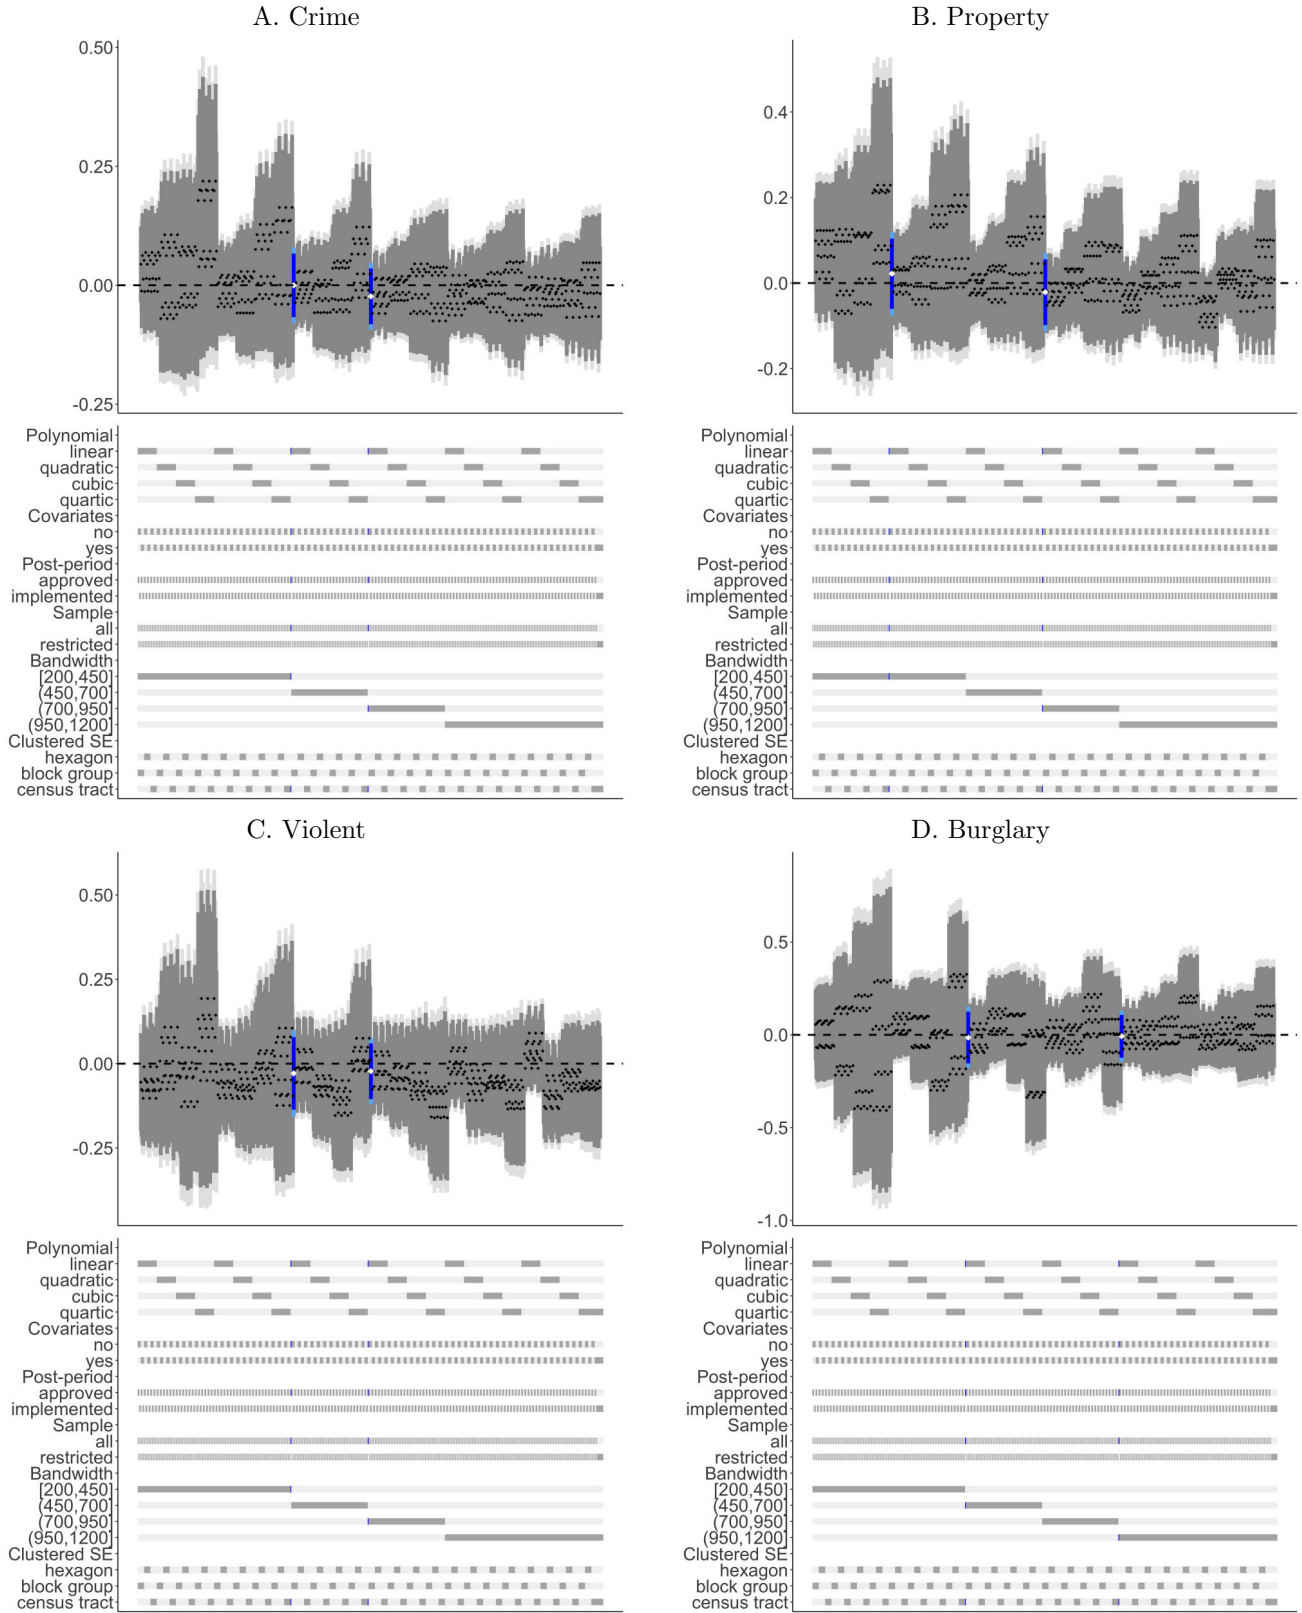 A. Crime
0.50
0.25
0.00
-0.25
Polynomial
linear
quadratic
cubic
quartic
Covariates
no
yes
Post-period
approved
implemented
Sample
all
restricted
Bandwidth
[200,450]
(450,700]
(700,950]
(950,1200]
Clustered SE
hexagon
block group
census tract
B. Property
0.4
0.2
0.0
-0.2
Polynomial
linear
quadratic
cubic
quartic
Covariates
no
yes
Post-period
approved
implemented
Sample
all
restricted
Bandwidth
[200,450]
(450,700]
(700,950]
(950,1200]
Clustered SE
hexagon
block group
census tract
C. Violent
0.50
0.25
0.00
-0.25
Polynomial
linear
quadratic
cubic
quartic
Covariates
no
yes
Post-period
approved
implemented
Sample
all
restricted
Bandwidth
[200,450]
(450,700]
(700,950]
(950,1200]
Clustered SE
hexagon
block group
census tract
D. Burglary
0.5
0.0
-0.5
-1.0
Polynomial
linear
quadratic
cubic
quartic
Covariates
no
yes
Post-period
approved
implemented
Sample
all
restricted
Bandwidth
[200,450]
(450,700]
(700,950]
(950,1200]
Clustered SE
hexagon
block group
census tract